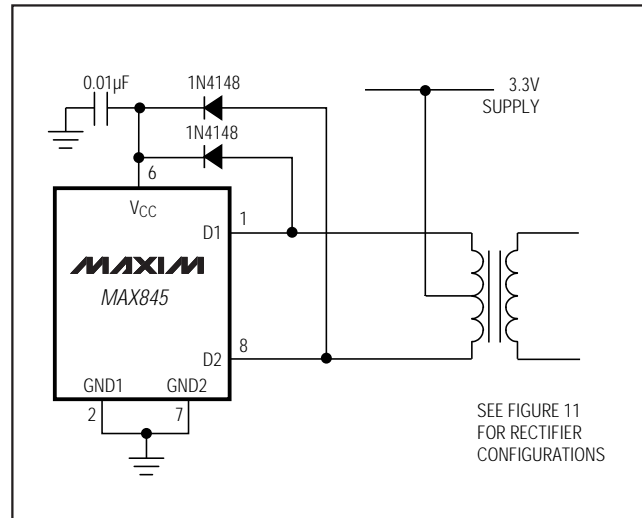 0.01µF
1N4148
3.3V
SUPPLY
1N4148
6
VCC
D1
1
MAXIM
MAX845
D2
8
GND1
GND2
2
7
SEE FIGURE 11
FOR RECTIFIER
CONFIGURATIONS